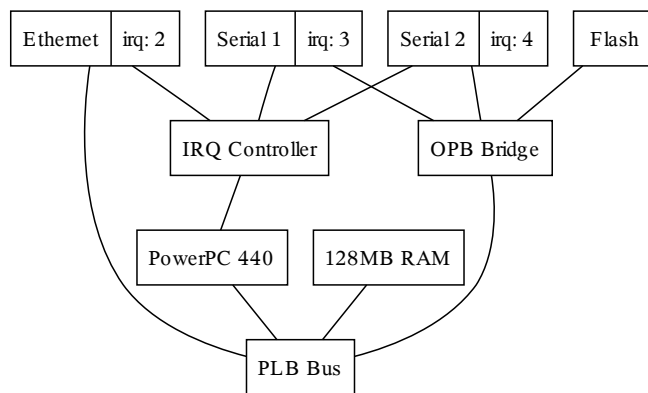 Ethernet irq: 2 Serial 1 irq: 3 Serial 2 irq: 4 Flash
IRQ Controller OPB Bridge
PowerPC 440 128MB RAM
PLB Bus